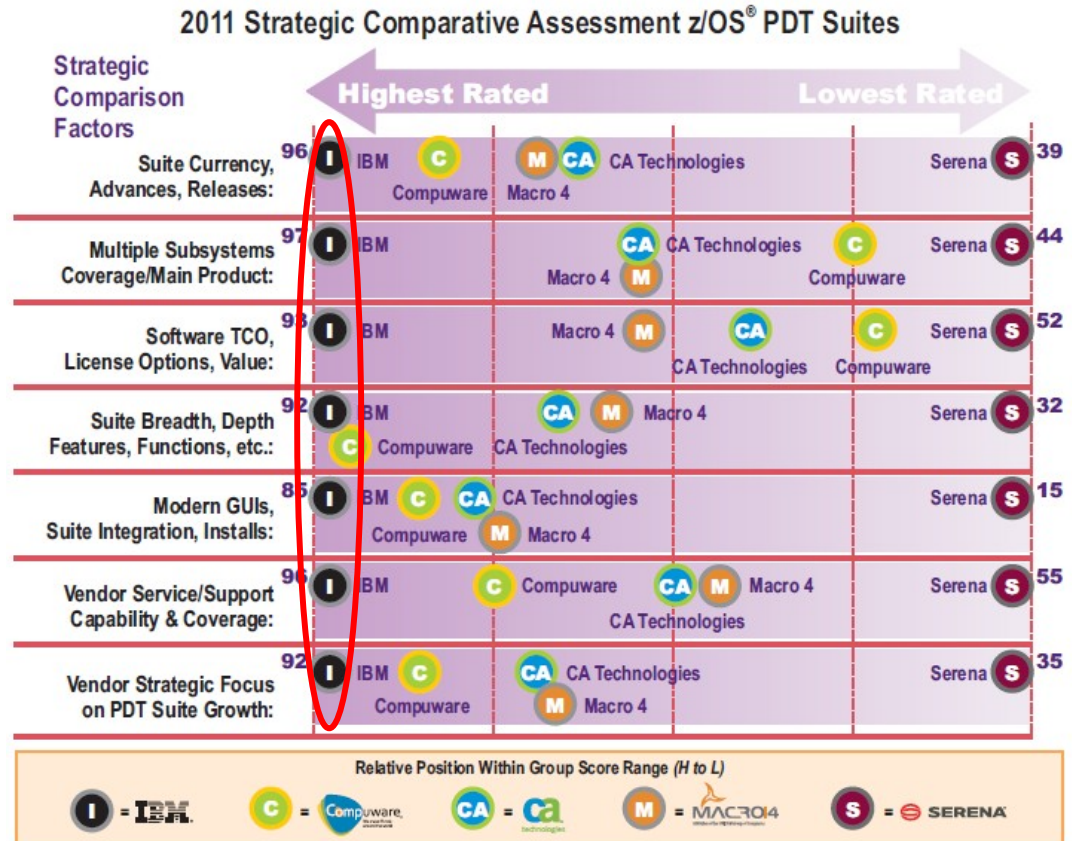 2011 Strategic Comparative Assessment z/OS® PDT Suites
Strategic
Comparison
Factors
Highest Rated
Lowest Rated
Suite Currency,
Advances, Releases:
96
I
IBM
C
Compuware
M
Macro 4
CA
CA Technologies
Serena
S
39
Multiple Subsystems
Coverage/Main Product:
97
I
IBM
CA
CA Technologies
Macro 4
M
C
Compuware
Serena
S
44
Software TCO,
License Options, Value:
93
I
IBM
Macro 4
M
CA
CA Technologies
C
Compuware
Serena
S
52
Suite Breadth, Depth
Features, Functions, etc.:
92
I
IBM
C
Compuware
CA
CA Technologies
M
Macro 4
Serena
S
32
Modern GUIs,
Suite Integration, Installs:
85
I
IBM
C
Compuware
CA
CA Technologies
M
Macro 4
Serena
S
15
Vendor Service/Support
Capability & Coverage:
96
I
IBM
C
Compuware
CA
CA Technologies
M
Macro 4
Serena
S
55
Vendor Strategic Focus
on PDT Suite Growth:
92
I
IBM
C
Compuware
CA
CA Technologies
M
Macro 4
Serena
S
35
Relative Position Within Group Score Range (H to L)
I = IBM.
C = Compuware.
CA = ca
technologies
M = MACRO4
S = SERENA